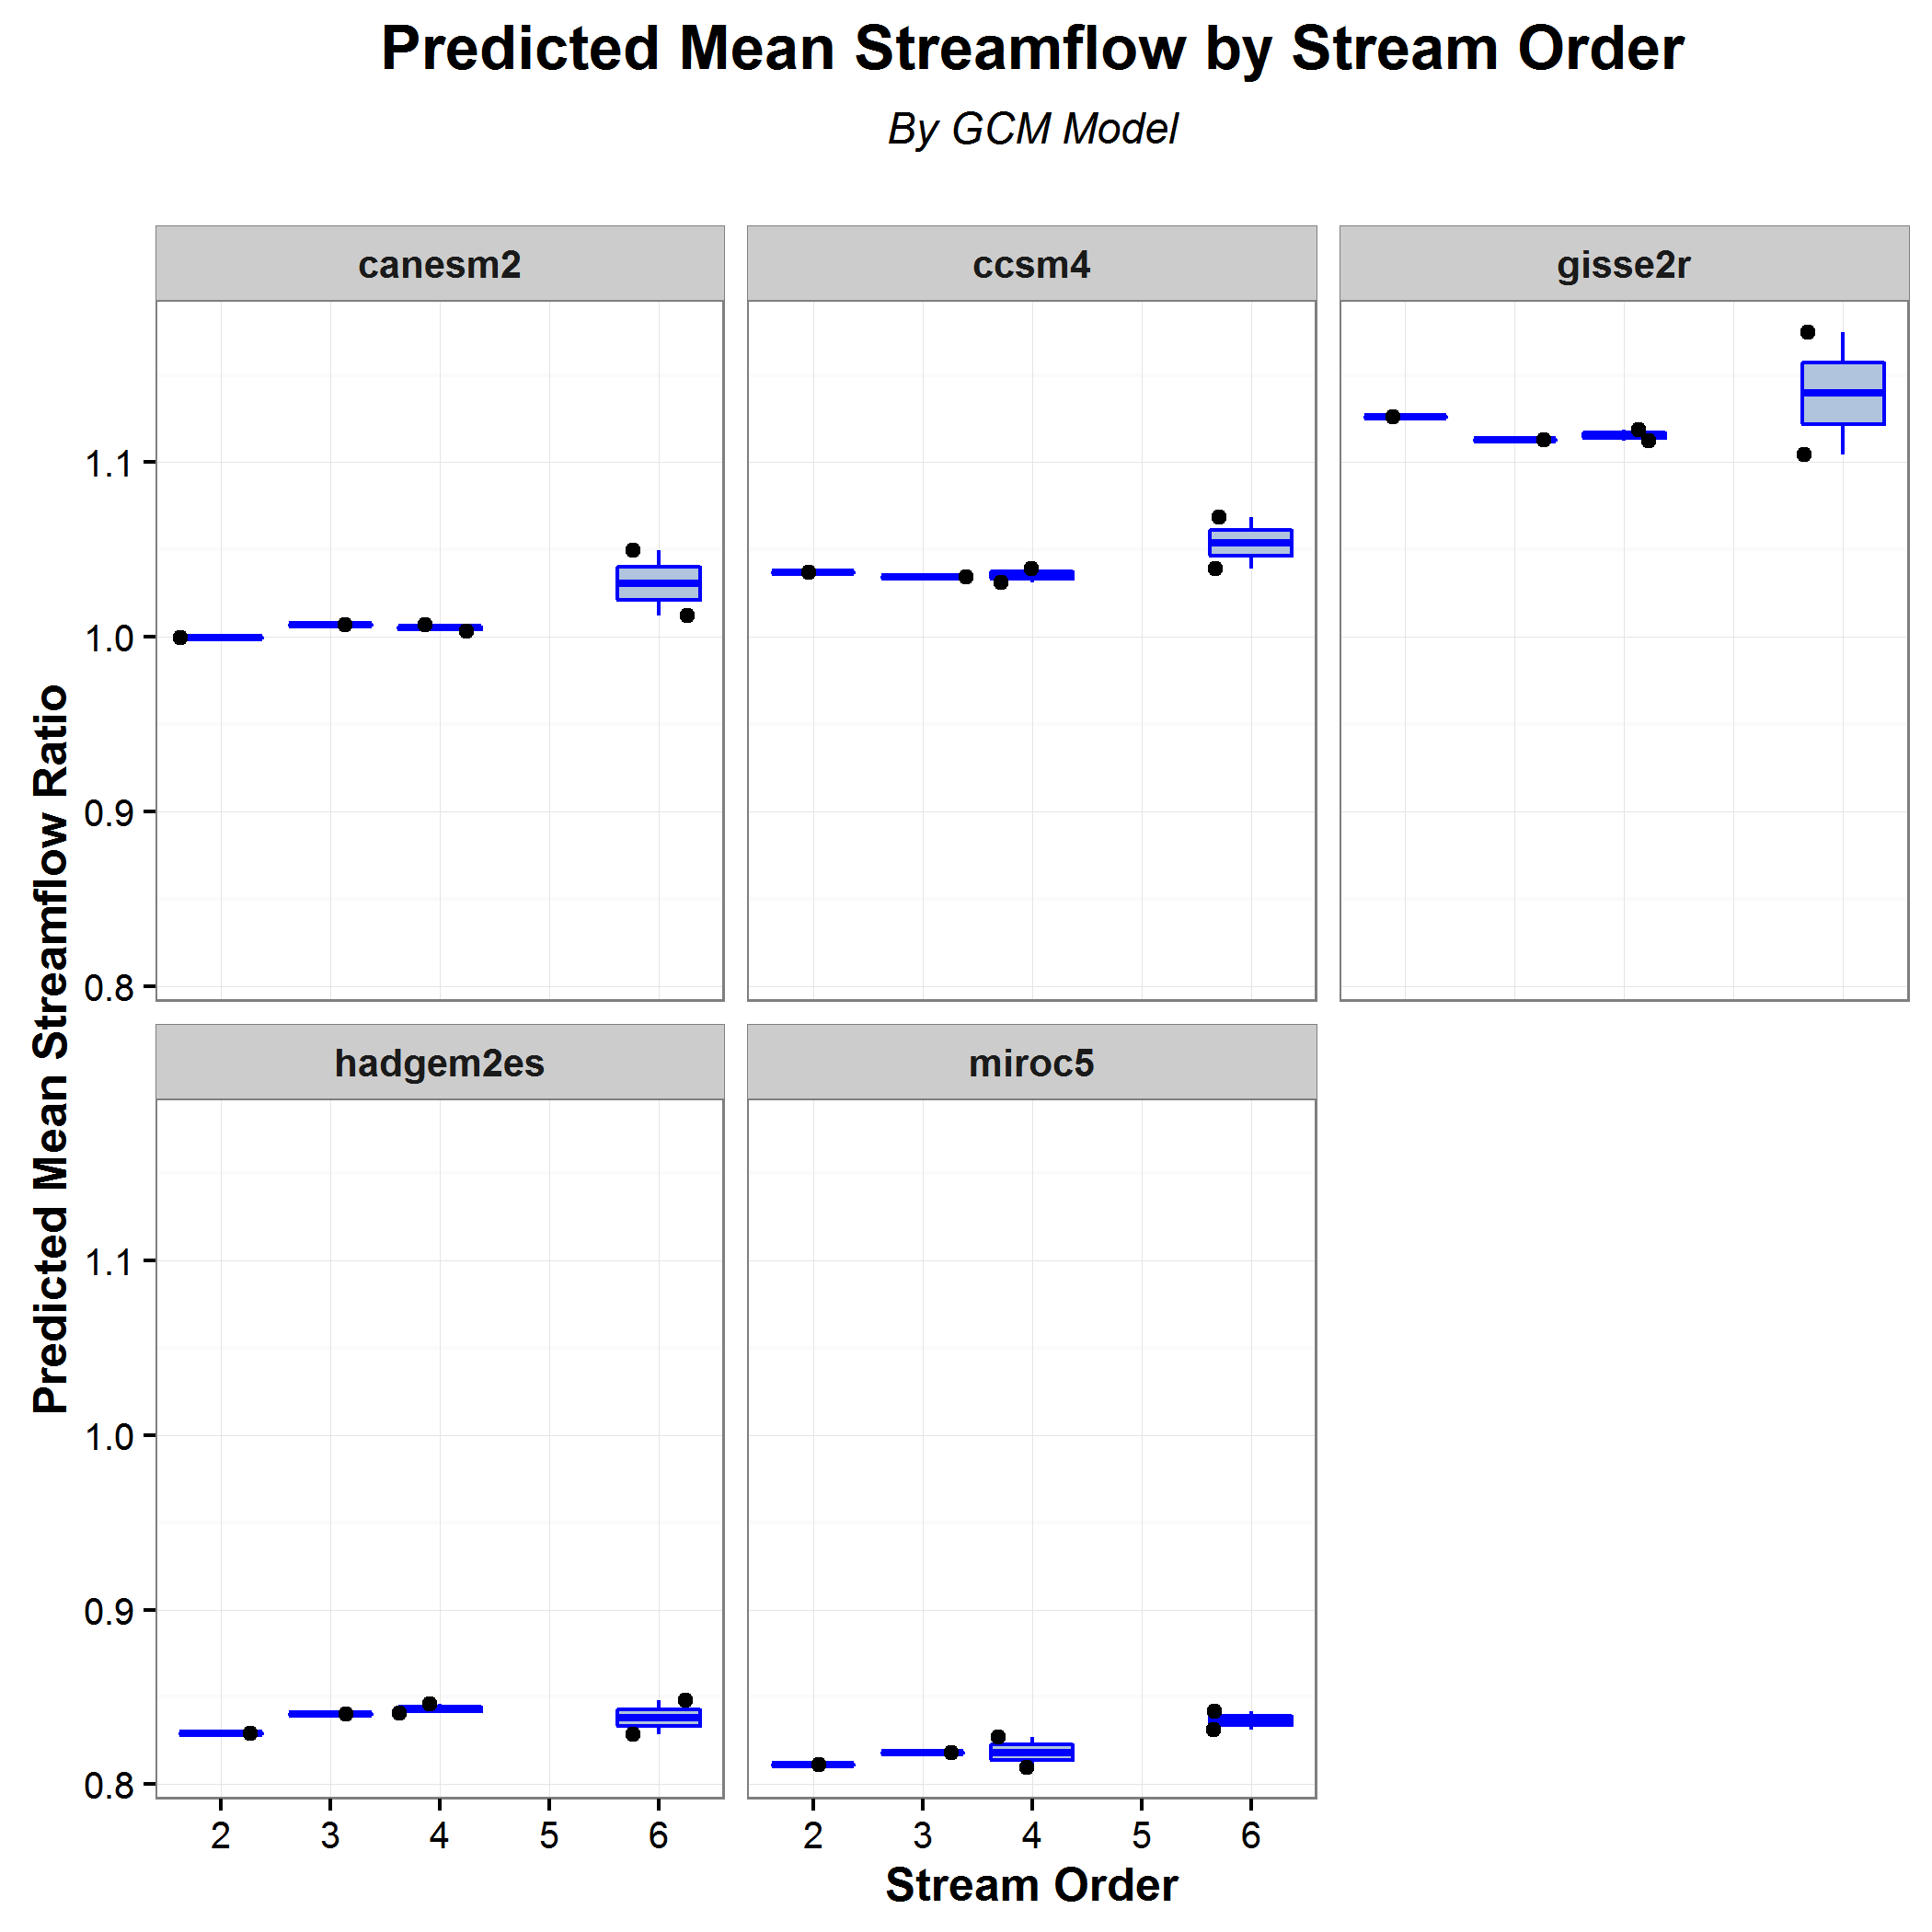 Predicted Mean Streamflow by Stream Order
By GCM Model
canesm2
ccsm4
gisse2r
1.1
1.0
0.9
0.8
Predicted Mean Streamflow Ratio
hadgem2es
miroc5
1.1
1.0
0.9
0.8
2 3 4 5 6
2 3 4 5 6
Stream Order